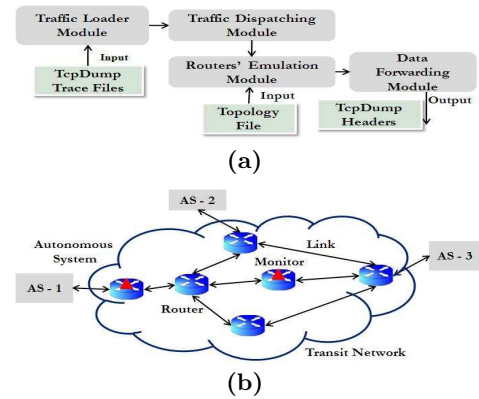 Traffic Loader
Module
Traffic Dispatching
Module
Input
TcpDump
Trace Files
Routers' Emulation
Module
Data
Forwarding
Module
Input
Topology
File
TcpDump
Headers
Output
(a)
AS - 2
Autonomous
System
Link
Monitor
AS - 3
AS - 1
Router
Transit Network
(b)